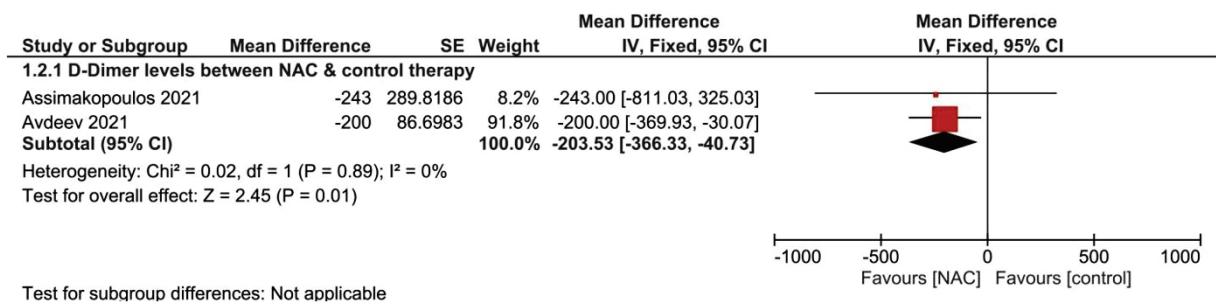 Mean Difference Mean Difference
Study or Subgroup Mean Difference SE Weight IV, Fixed, 95% CI IV, Fixed, 95% CI
1.2.1 D-Dimer levels between NAC & control therapy
Assimakopoulos 2021 -243 289.8186 8.2% -243.00 [-811.03, 325.03]
Avdeev 2021 -200 86.6983 91.8% -200.00 [-369.93, -30.07]
Subtotal (95% CI) 100.0% -203.53 [-366.33, -40.73]
Heterogeneity: Chi² = 0.02, df = 1 (P = 0.89); I² = 0%
Test for overall effect: Z = 2.45 (P = 0.01)
-1000 -500 0 500 1000
Favours [NAC] Favours [control]
Test for subgroup differences: Not applicable